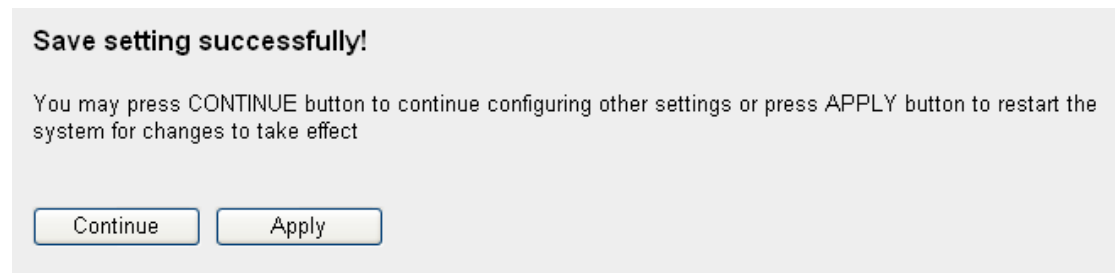 Save setting successfully!
You may press CONTINUE button to continue configuring other settings or press APPLY button to restart the
system for changes to take effect
Continue
Apply